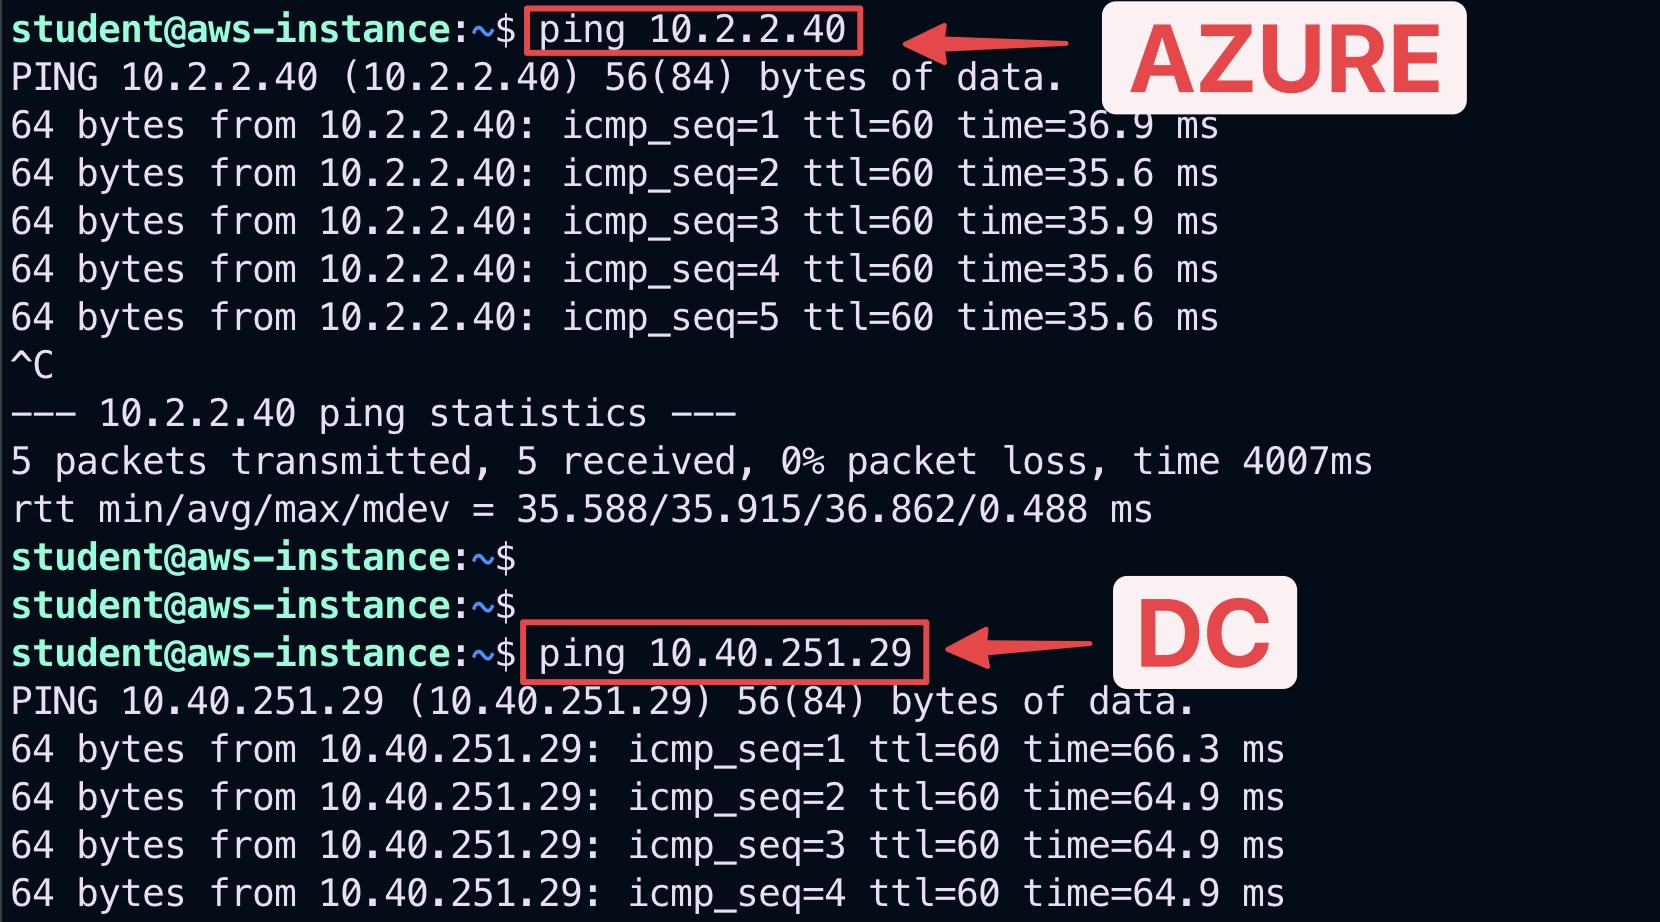 student@aws-instance:~$ ping 10.2.2.40
AZURE
PING 10.2.2.40 (10.2.2.40) 56(84) bytes of data.
64 bytes from 10.2.2.40: icmp_seq=1 ttl=60 time=36.9 ms
64 bytes from 10.2.2.40: icmp_seq=2 ttl=60 time=35.6 ms
64 bytes from 10.2.2.40: icmp_seq=3 ttl=60 time=35.9 ms
64 bytes from 10.2.2.40: icmp_seq=4 ttl=60 time=35.6 ms
64 bytes from 10.2.2.40: icmp_seq=5 ttl=60 time=35.6 ms
^C
--- 10.2.2.40 ping statistics ---
5 packets transmitted, 5 received, 0% packet loss, time 4007ms
rtt min/avg/max/mdev = 35.588/35.915/36.862/0.488 ms
student@aws-instance:~$
student@aws-instance:~$
student@aws-instance:~$ ping 10.40.251.29
DC
PING 10.40.251.29 (10.40.251.29) 56(84) bytes of data.
64 bytes from 10.40.251.29: icmp_seq=1 ttl=60 time=66.3 ms
64 bytes from 10.40.251.29: icmp_seq=2 ttl=60 time=64.9 ms
64 bytes from 10.40.251.29: icmp_seq=3 ttl=60 time=64.9 ms
64 bytes from 10.40.251.29: icmp_seq=4 ttl=60 time=64.9 ms